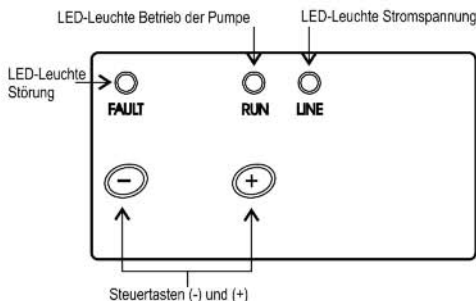 LED-Leuchte Betrieb der Pumpe
LED-Leuchte Stromspannung
LED-Leuchte
Störung
FAULT
RUN
LINE
-
+
Steuertasten (-) und (+)